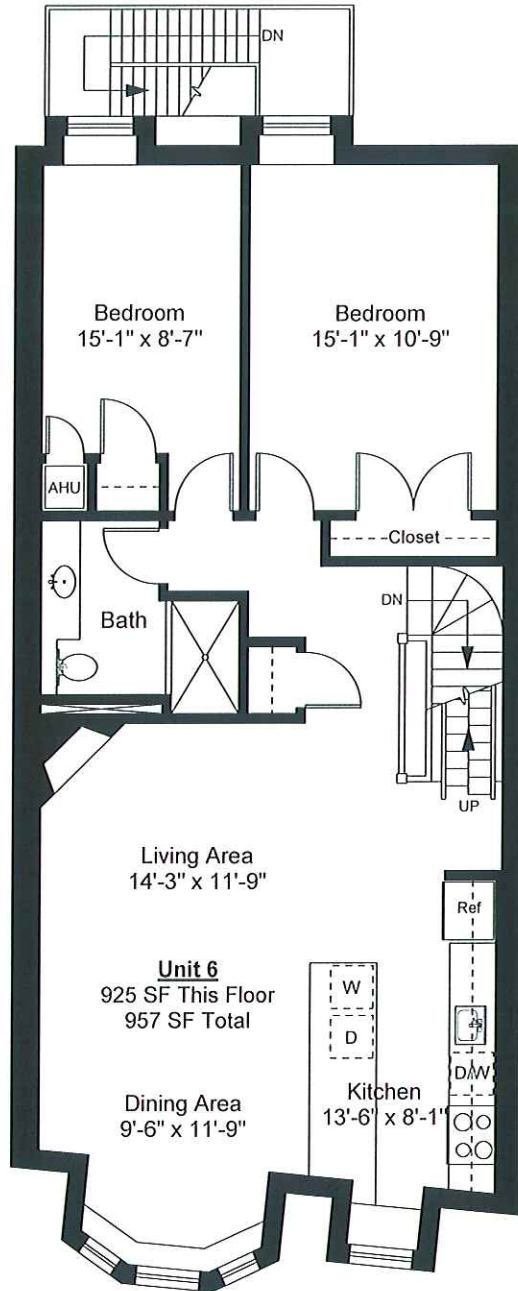 DN
Bedroom
15'-1" x 8'-7"
Bedroom
15'-1" x 10'-9"
AHU
Closet
DN
Bath
UP
Living Area
14'-3" x 11'-9"
Ref
Unit 6
925 SF This Floor
957 SF Total
W
D
D/W
Kitchen
13'-6" x 8'-1"
Dining Area
9'-6" x 11'-9"